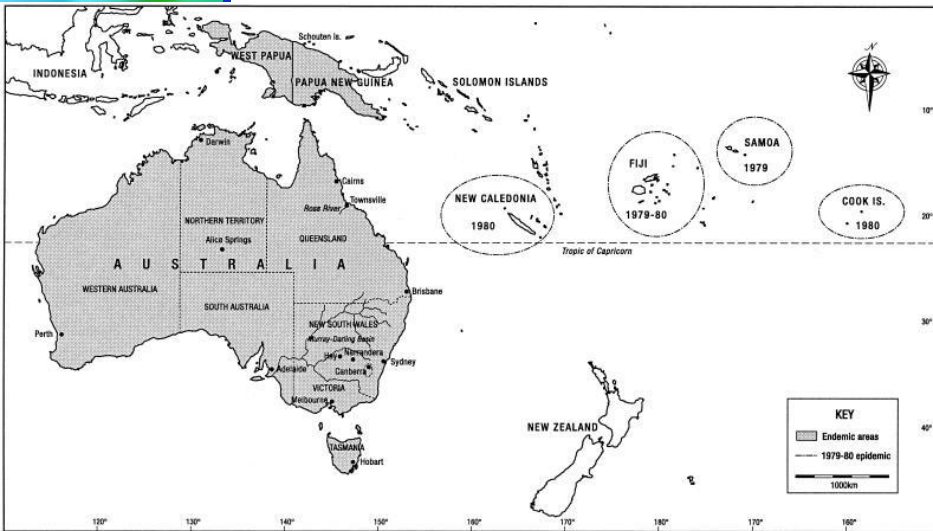 Schouten Is.
WEST PAPUA
INDONESIA
PAPUA NEW GUINEA
SOLOMON ISLANDS
N
10°
Darwin
SAMOA
1979
FIJI
1979-80
Cairns
Townsville
Ross River
NEW CALEDONIA
1980
COOK IS.
1980
20°
NORTHERN TERRITORY
Alice Springs
QUEENSLAND
Tropic of Capricorn
AUSTRALIA
WESTERN AUSTRALIA
SOUTH AUSTRALIA
Brisbane
30°
NEW SOUTH WALES
Murray-Darling Basin
Perth
Hay
Narrandera
Sydney
Adelaide
Canberra
VICTORIA
Melbourne
NEW ZEALAND
KEY
Endemic areas
1979-80 epidemic
1000km
40°
TASMANIA
Hobart
120°
130°
140°
150°
160°
170°
180°
170°
160°